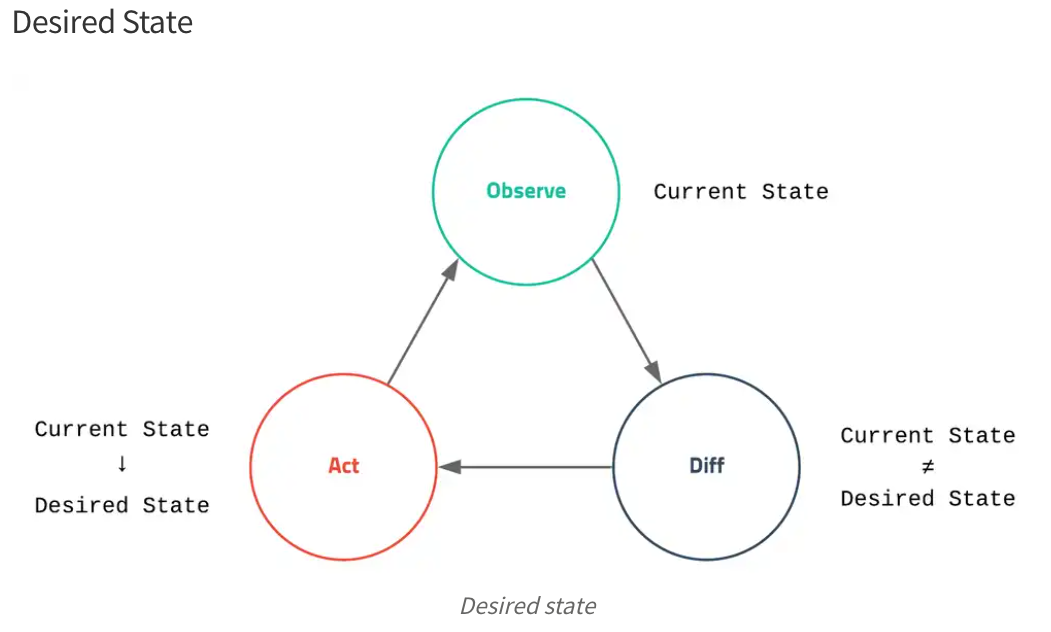 Desired State
Observe
Current State
Current State
↓
Desired State
Act
Diff
Current State
≠
Desired State
Desired state